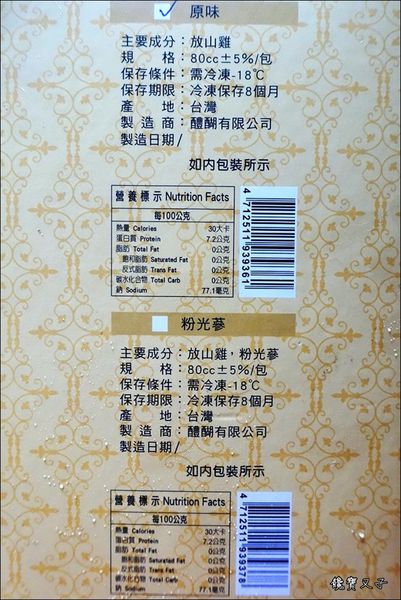 ✓ 原味
主要成分：放山雞
規　　格：80cc±5%/包
保存條件：需冷凍-18℃
保存期限：冷凍保存8個月
產　　地：台灣
製 造 商：醴醐有限公司
製造日期/
如內包裝所示
營 養 標 示 Nutrition Facts
每100公克
熱量 Calories 30大卡
蛋白質 Protein 7.2公克
脂肪 Total Fat 0公克
飽和脂肪 Saturated Fat 0公克
反式脂肪 Trans Fat 0公克
碳水化合物 Total Carb 0公克
鈉 Sodium 77.1毫克
4 712511 939361
粉光蔘
主要成分：放山雞，粉光蔘
規　　格：80cc±5%/包
保存條件：需冷凍-18℃
保存期限：冷凍保存8個月
產　　地：台灣
製 造 商：醴醐有限公司
製造日期/
如內包裝所示
營 養 標 示 Nutrition Facts
每100公克
熱量 Calories 30大卡
蛋白質 Protein 7.2公克
脂肪 Total Fat 0公克
飽和脂肪 Saturated Fat 0公克
反式脂肪 Trans Fat 0公克
碳水化合物 Total Carb 0公克
鈉 Sodium 77.1毫克
4 712511 939378